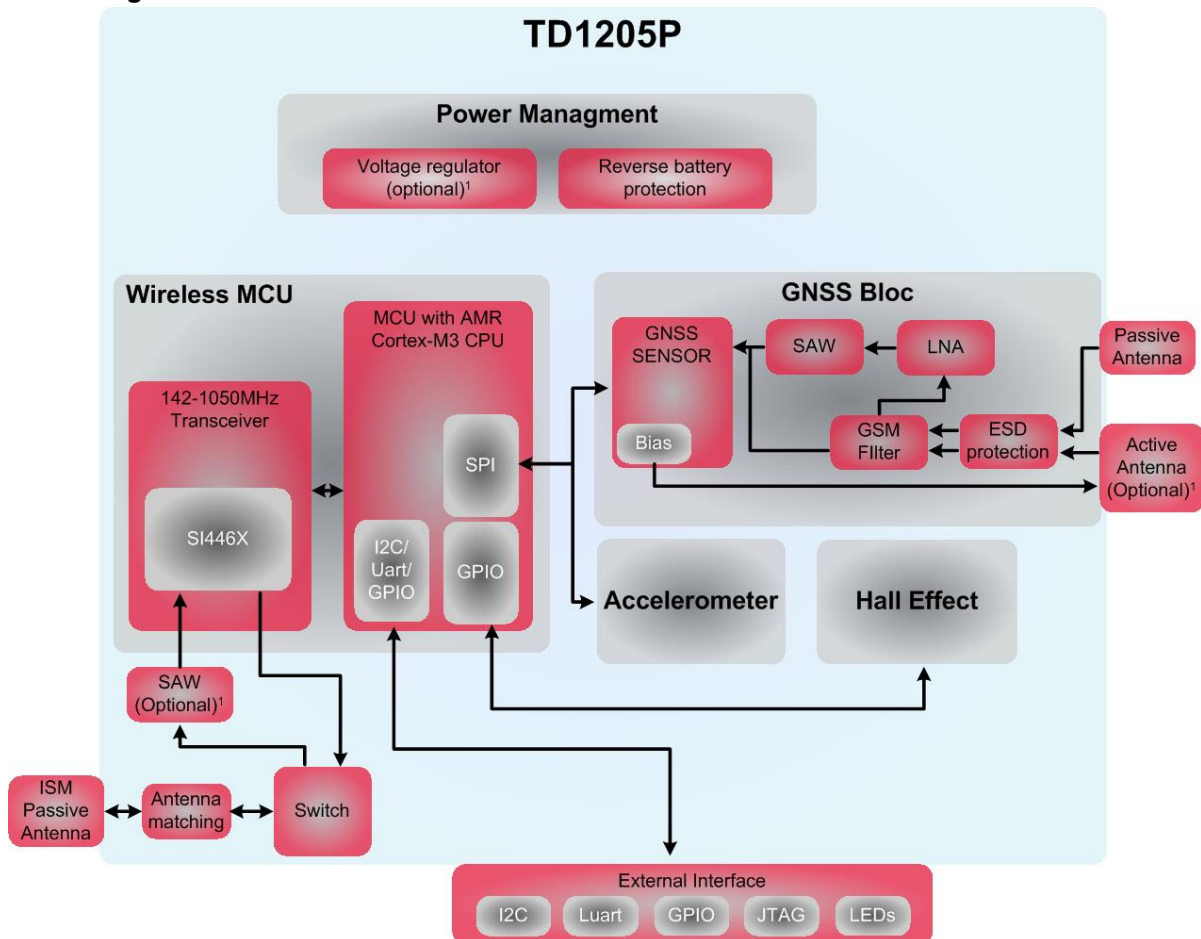 TD1205P
Power Managment
Voltage regulator
(optional)¹
Reverse battery
protection
Wireless MCU
MCU with AMR
Cortex-M3 CPU
142-1050MHz
Transceiver
SI446X
SPI
I2C/
Uart/
GPIO
GPIO
GNSS Bloc
GNSS
SENSOR
Bias
SAW
LNA
GSM
FIlter
ESD
protection
Passive
Antenna
Active
Antenna
(Optional)¹
Accelerometer
Hall Effect
SAW
(Optional)¹
ISM
Passive
Antenna
Antenna
matching
Switch
External Interface
I2C
Luart
GPIO
JTAG
LEDs